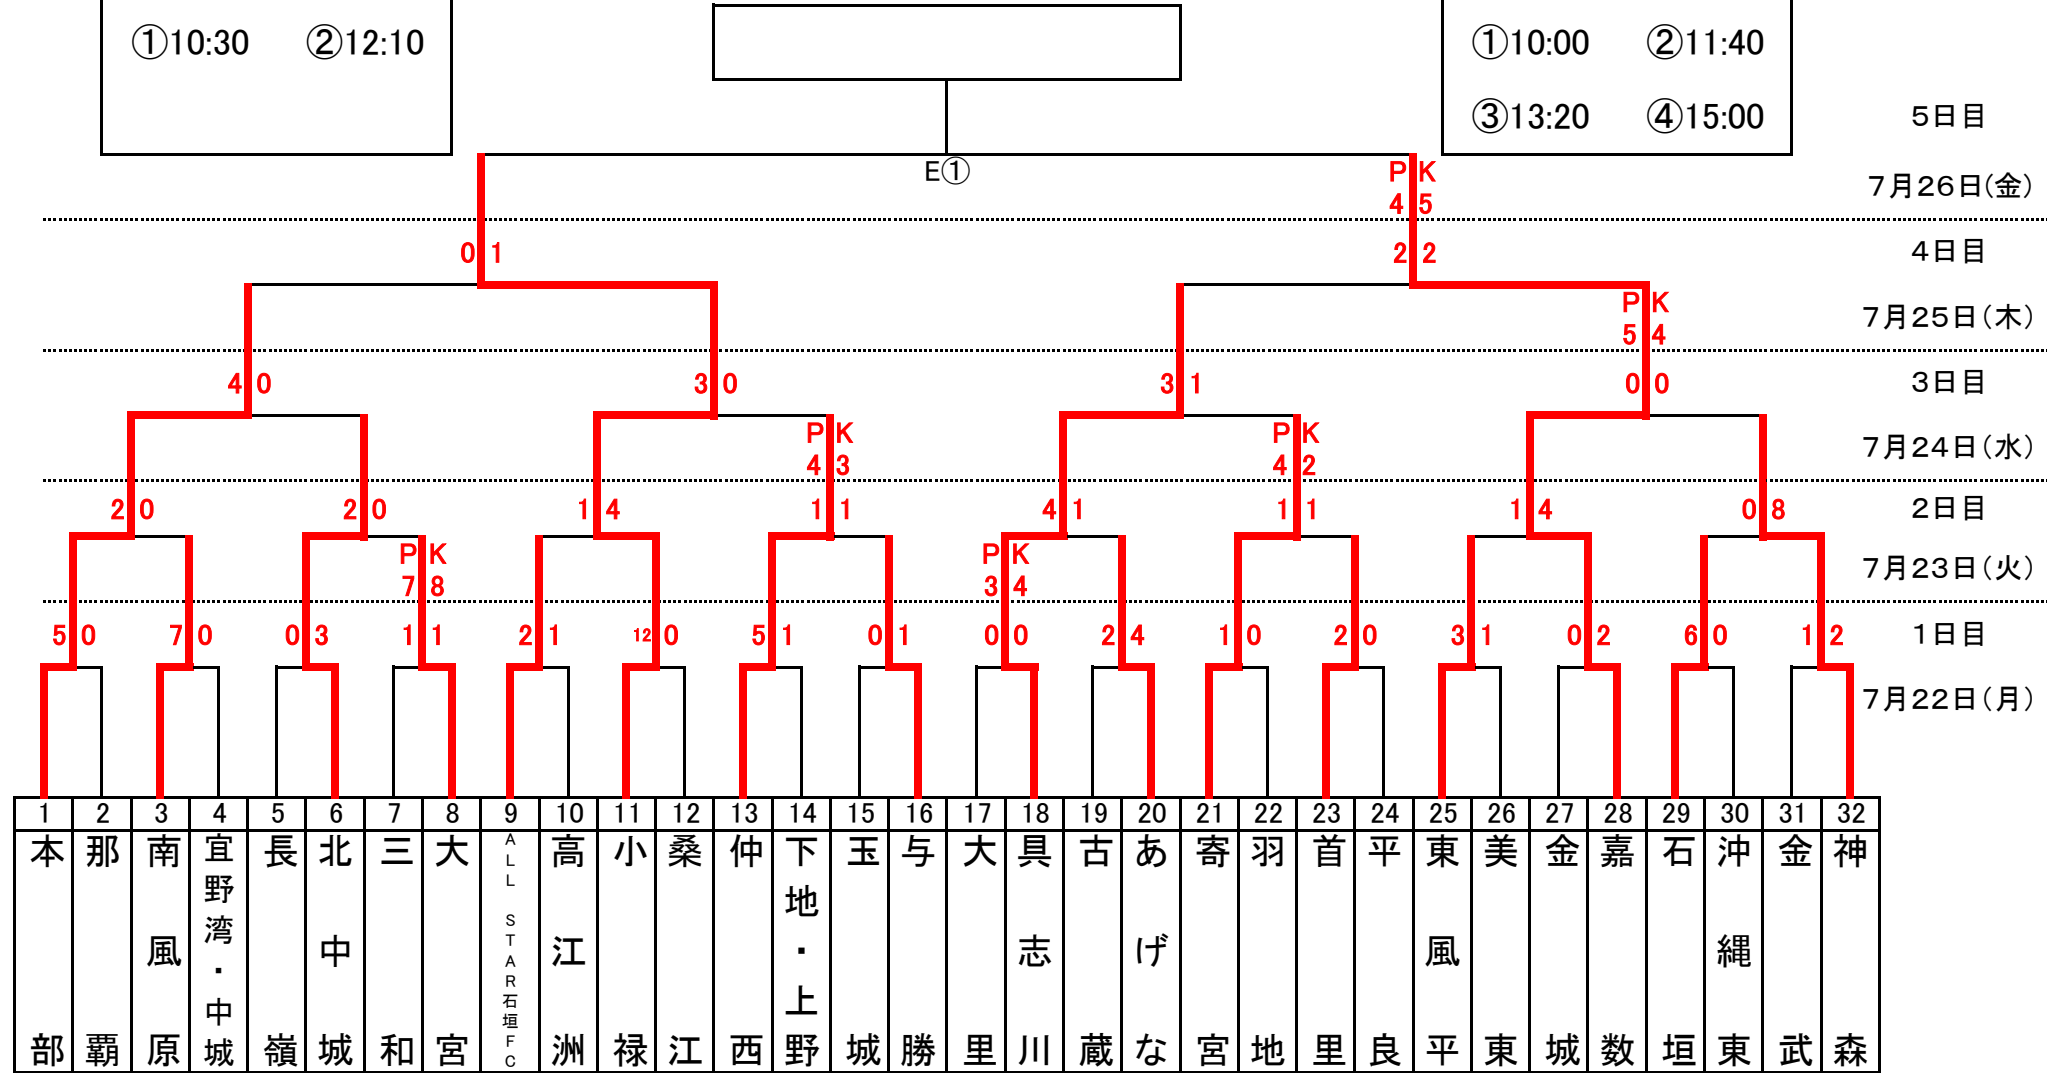 ①10:30 ②12:10
①10:00 ②11:40
③13:20 ④15:00
5日目
E①
PK
4 5
7月26日(金)
0 1
2 2
4日目
PK
5 4
7月25日(木)
4 0
3 0
3 1
0 0
3日目
PK
4 3
PK
4 2
7月24日(水)
2 0
2 0
1 4
1 1
4 1
1 1
1 4
0 8
2日目
PK
7 8
PK
3 4
7月23日(火)
5 0
7 0
0 3
1 1
2 1
12 0
5 1
0 1
0 0
2 4
1 0
2 0
3 1
0 2
6 0
1 2
1日目
7月22日(月)
1 2 3 4 5 6 7 8 9 10 11 12 13 14 15 16 17 18 19 20 21 22 23 24 25 26 27 28 29 30 31 32
本部
那覇
南風原
宜野湾・中城
長嶺
北中城
三和
大宮
ALL STAR石垣FC
高江洲
小禄
桑江
仲西
下地・上野
玉城
与勝
大里
具志川
古蔵
あげな
寄宮
羽地
首里
平良
東風平
美東
金城
嘉数
石垣
沖縄東
金武
神森